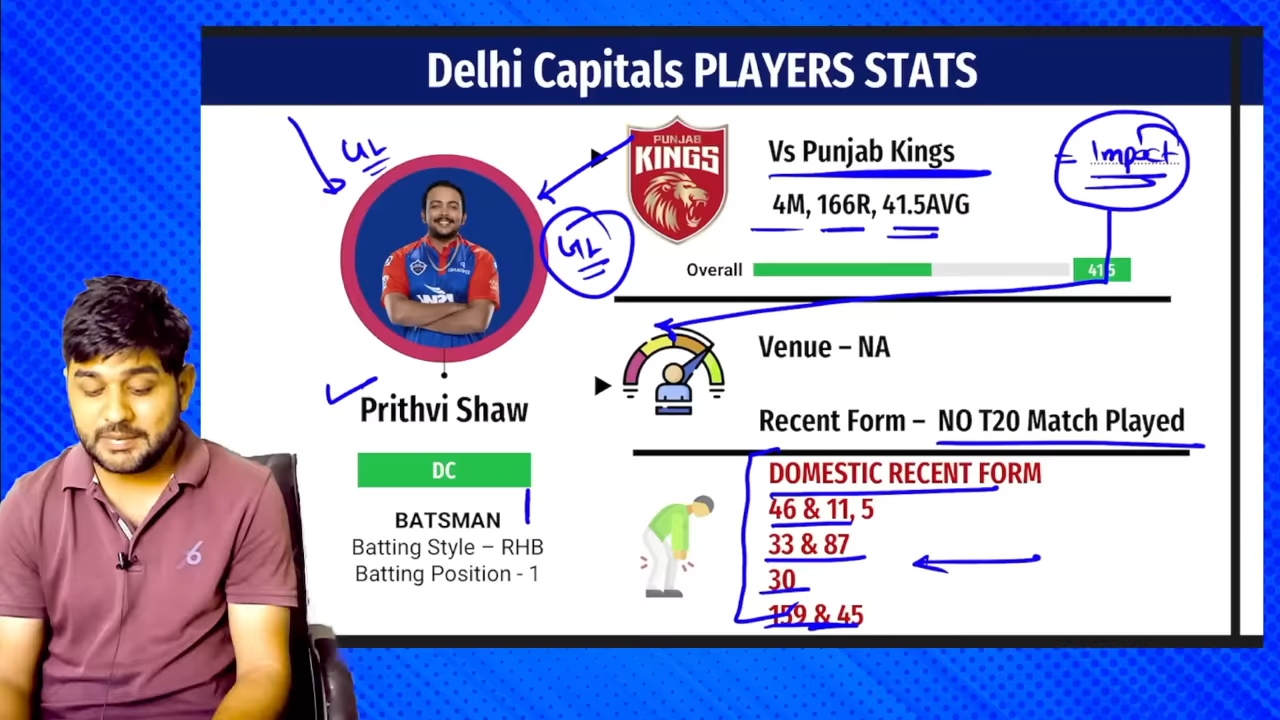 Delhi Capitals PLAYERS STATS
GL
GL
PUNJAB
KINGS
Vs Punjab Kings
4M, 166R, 41.5AVG
Impact
Overall
41.5
Venue – NA
Prithvi Shaw
DC
BATSMAN
Batting Style – RHB
Batting Position - 1
Recent Form – NO T20 Match Played
DOMESTIC RECENT FORM
46 & 11, 5
33 & 87
30
159 & 45